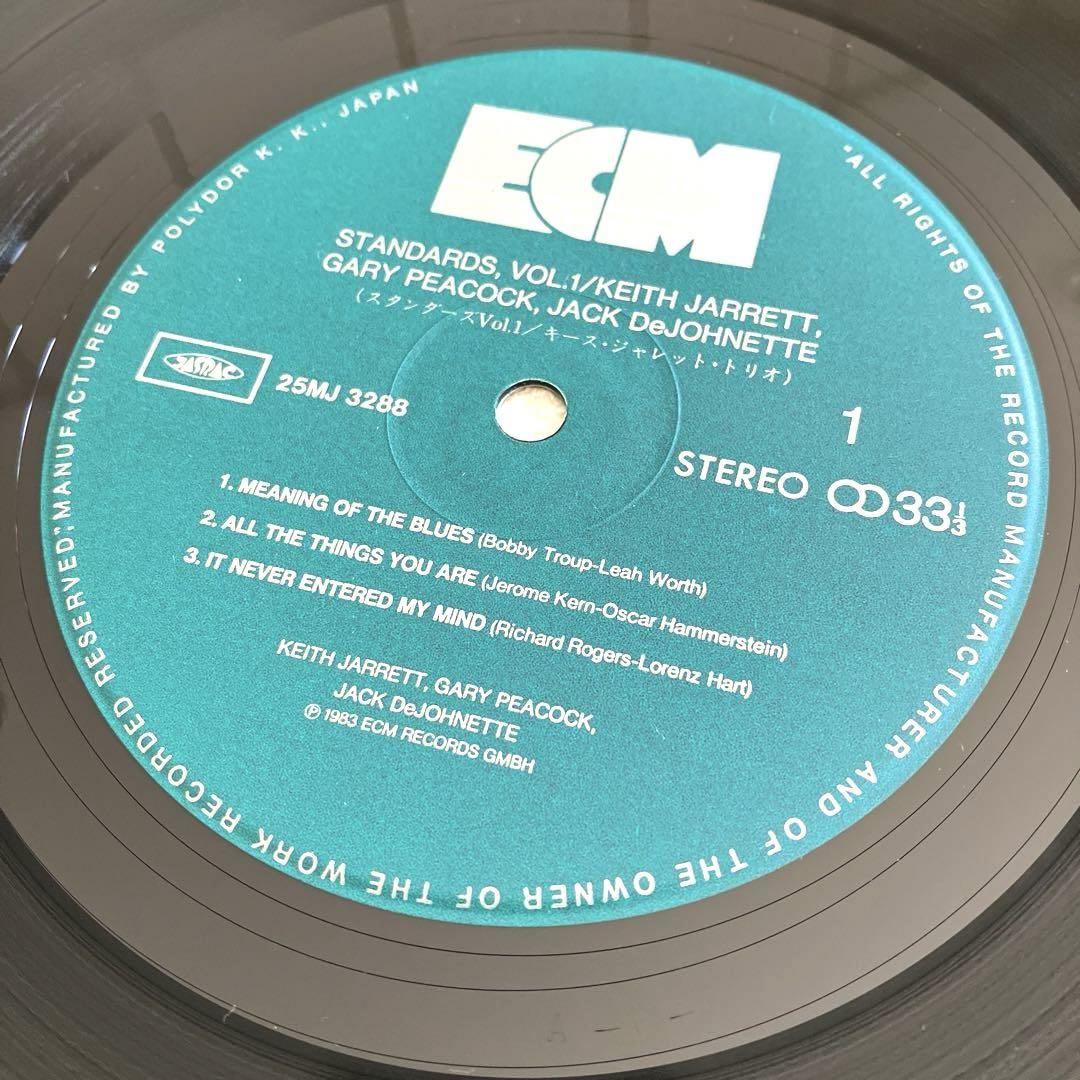 ECM
STANDARDS, VOL.1/KEITH JARRETT,
GARY PEACOCK, JACK DeJOHNETTE
(スタンダーズVol.1／キース・ジャレット・トリオ)
JASRAC
25MJ 3288
1
STEREO 33 1/3
1. MEANING OF THE BLUES (Bobby Troup-Leah Worth)
2. ALL THE THINGS YOU ARE (Jerome Kern-Oscar Hammerstein)
3. IT NEVER ENTERED MY MIND (Richard Rogers-Lorenz Hart)
KEITH JARRETT, GARY PEACOCK,
JACK DeJOHNETTE
Ⓟ 1983 ECM RECORDS GMBH
"ALL RIGHTS OF THE RECORD MANUFACTURER AND OF THE OWNER OF THE WORK RECORDED RESERVED" MANUFACTURED BY POLYDOR K. K., JAPAN